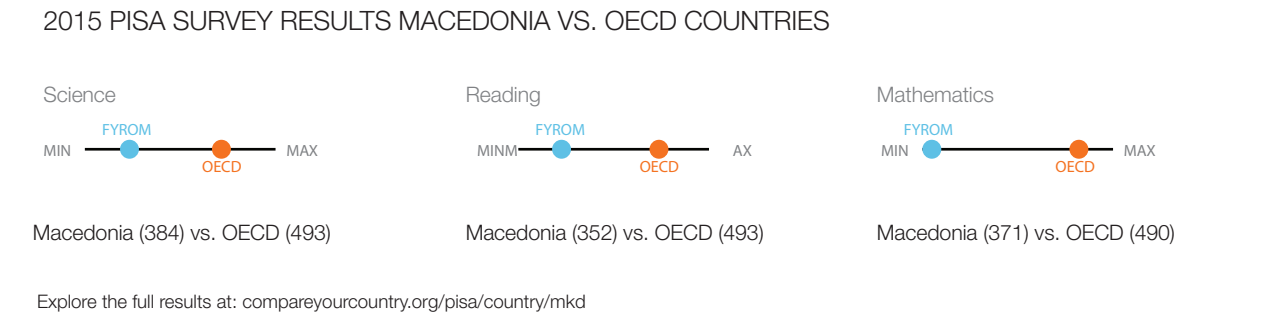 2015 PISA SURVEY RESULTS MACEDONIA VS. OECD COUNTRIES
Science
FYROM
MIN MAX
OECD
Macedonia (384) vs. OECD (493)
Reading
FYROM
MINM AX
OECD
Macedonia (352) vs. OECD (493)
Mathematics
FYROM
MIN MAX
OECD
Macedonia (371) vs. OECD (490)
Explore the full results at: compareyourcountry.org/pisa/country/mkd